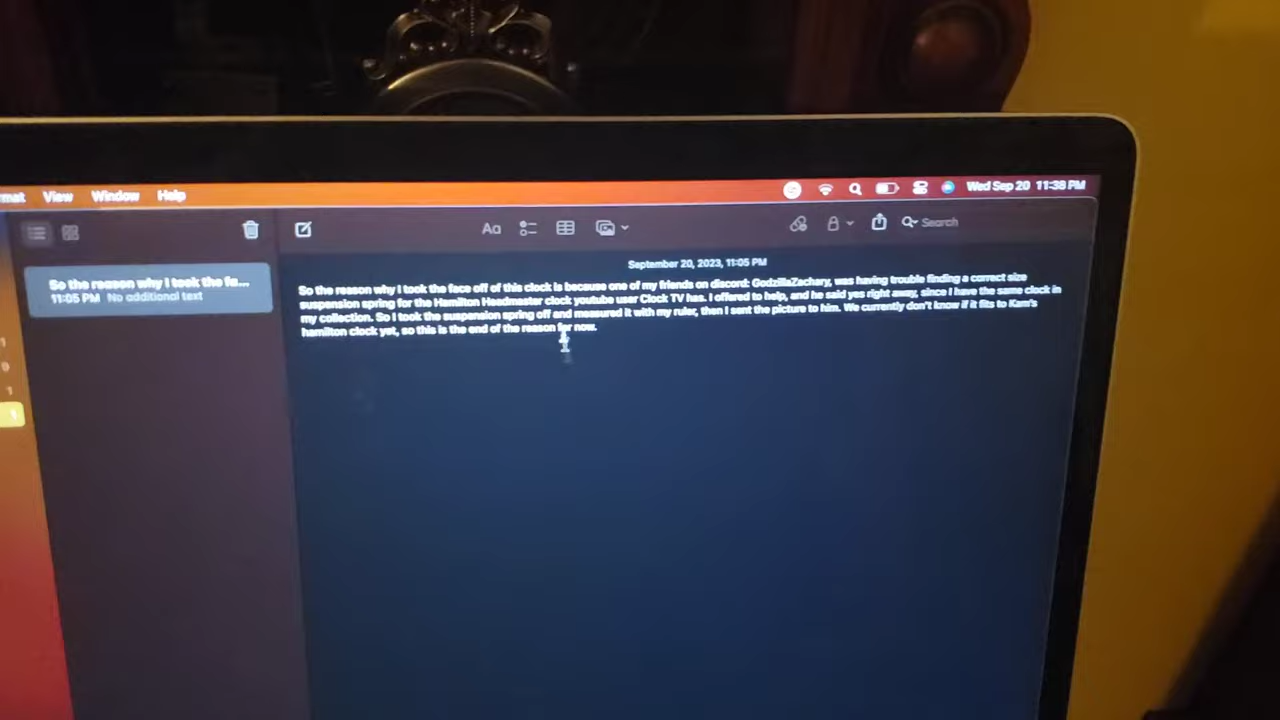 rmat View Window Help Wed Sep 20 11:38 PM
Aa Search
So the reason why I took the fa...
11:05 PM No additional text
September 20, 2023, 11:05 PM
So the reason why I took the face off of this clock is because one of my friends on discord: GodzillaZachary, was having trouble finding a correct size
suspension spring for the Hamilton Headmaster clock youtube user Clock TV has. I offered to help, and he said yes right away, since I have the same clock in
my collection. So I took the suspension spring off and measured it with my ruler, then I sent the picture to him. We currently don't know if it fits to Kam's
hamilton clock yet, so this is the end of the reason for now.